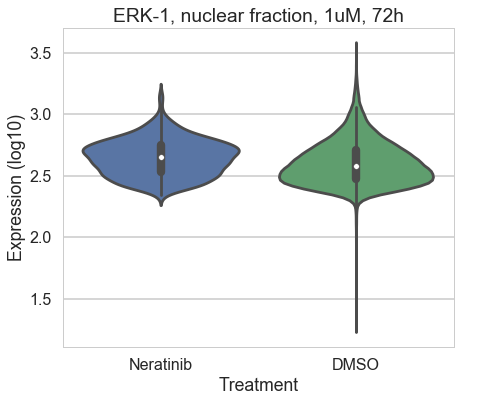 ERK-1, nuclear fraction, 1uM, 72h
3.5
3.0
2.5
2.0
1.5
Expression (log10)
Neratinib
DMSO
Treatment